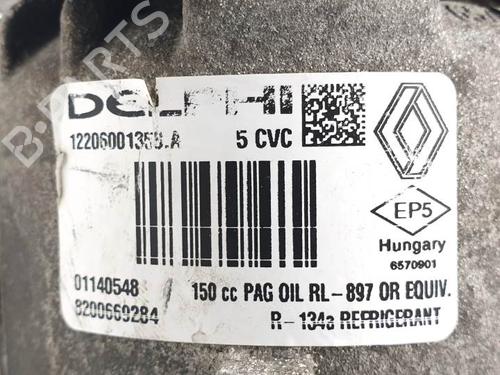 DELPHI
12206001358.A 5 CVC
EP5
Hungary
6570901
01140548 150 cc PAG OIL RL-897 OR EQUIV.
8200669284 R-134a REFRIGERANT
B-PARTS